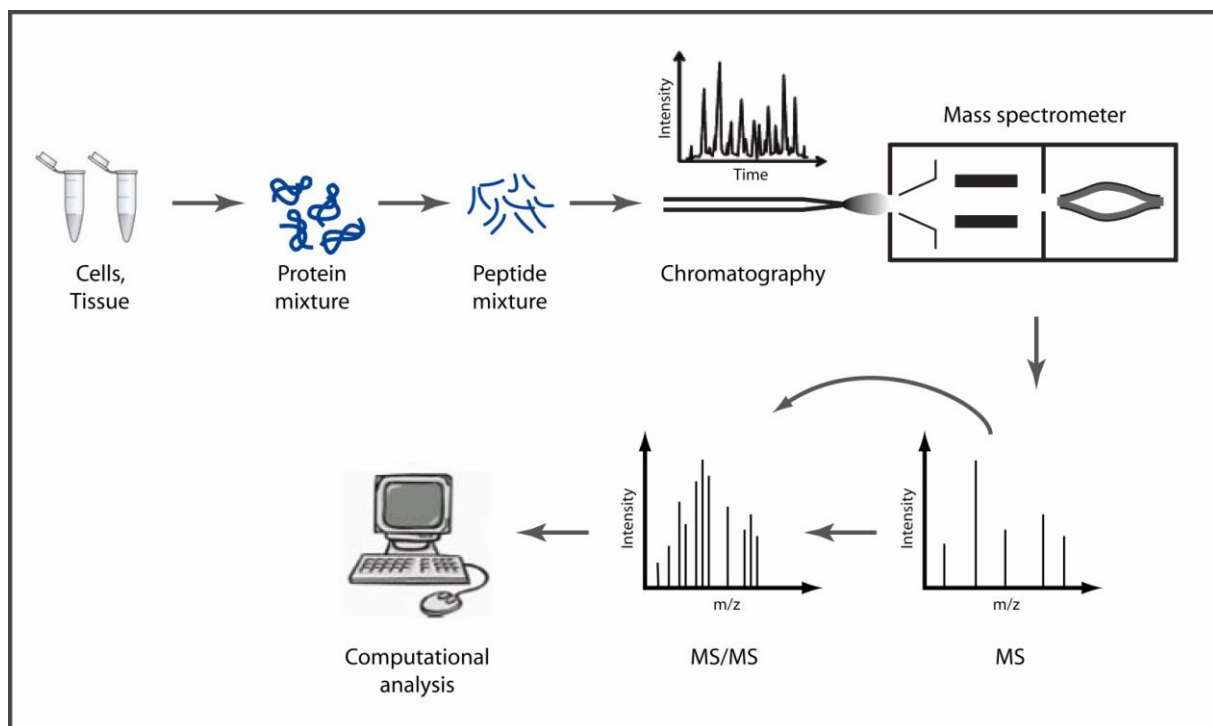 Intensity
Time
Mass spectrometer
Cells,
Tissue
Protein
mixture
Peptide
mixture
Chromatography
Intensity
m/z
Intensity
m/z
Computational
analysis
MS/MS
MS